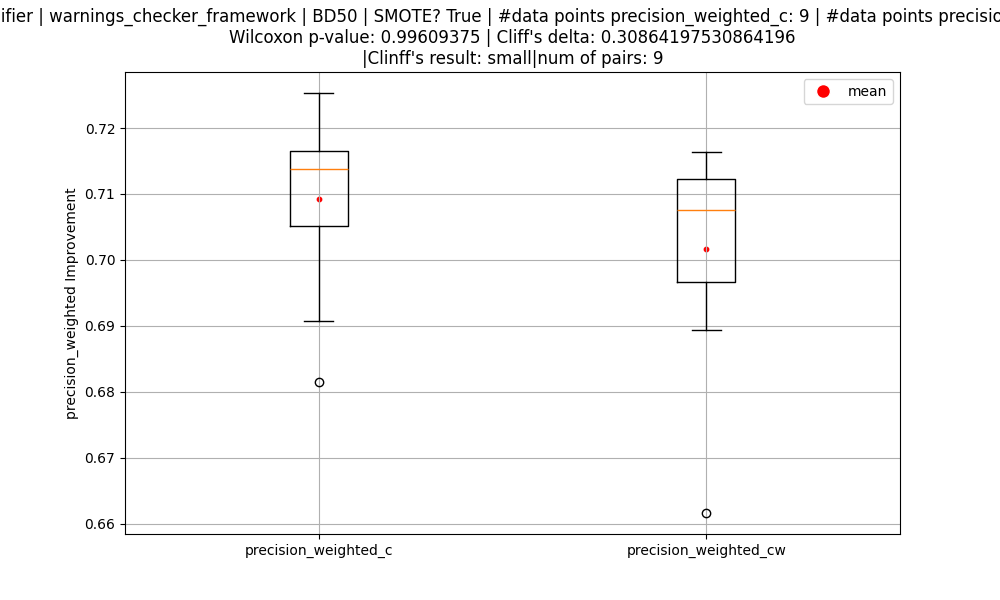 | warnings_checker_framework | BD50 | SMOTE? True | #data points precision_weighted_c: 9 | #data points
Wilcoxon p-value: 0.99609375 | Cliff's delta: 0.30864197530864196
|Clinff's result: small|num of pairs: 9
mean
0.72
0.71
0.70
0.69
0.68
0.67
0.66
precision_weighted Improvement
precision_weighted_c
precision_weighted_cw